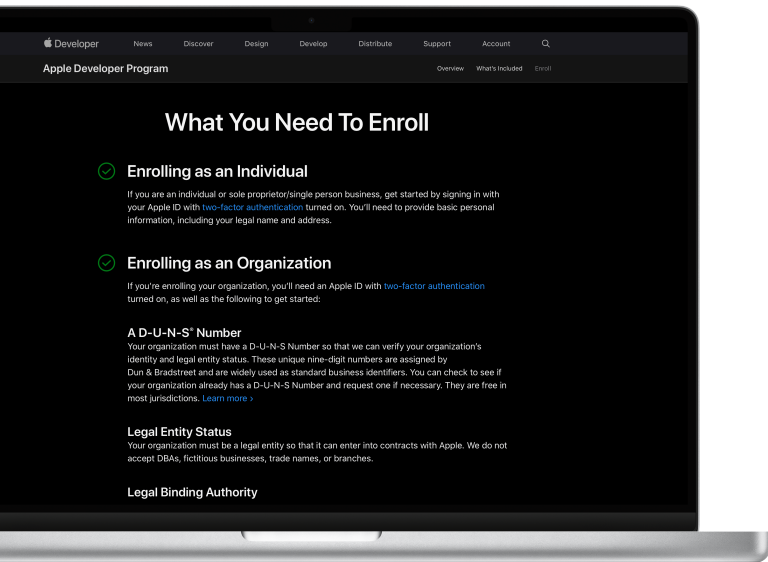 Developer News Discover Design Develop Distribute Support Account
Apple Developer Program Overview What's Included Enroll
What You Need To Enroll
Enrolling as an Individual
If you are an individual or sole proprietor/single person business, get started by signing in with
your Apple ID with two-factor authentication turned on. You'll need to provide basic personal
information, including your legal name and address.
Enrolling as an Organization
If you're enrolling your organization, you'll need an Apple ID with two-factor authentication
turned on, as well as the following to get started:
A D-U-N-S® Number
Your organization must have a D-U-N-S Number so that we can verify your organization's
identity and legal entity status. These unique nine-digit numbers are assigned by
Dun & Bradstreet and are widely used as standard business identifiers. You can check to see if
your organization already has a D-U-N-S Number and request one if necessary. They are free in
most jurisdictions. Learn more ›
Legal Entity Status
Your organization must be a legal entity so that it can enter into contracts with Apple. We do not
accept DBAs, fictitious businesses, trade names, or branches.
Legal Binding Authority